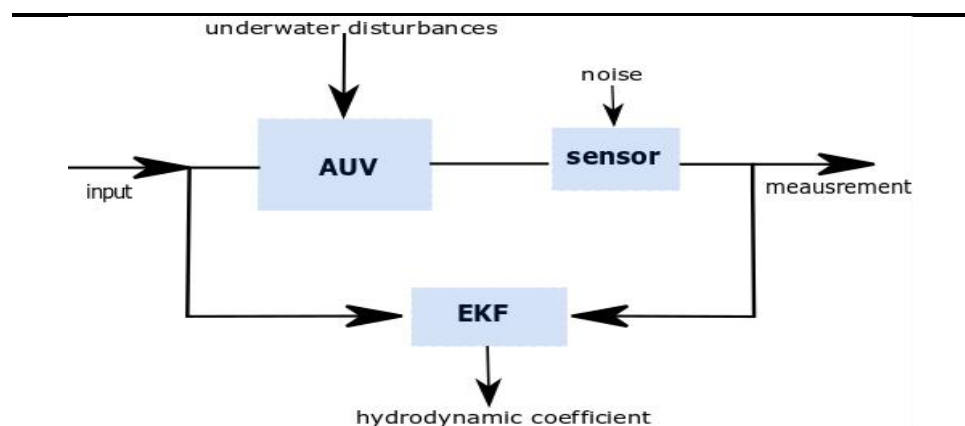 underwater disturbances
noise
AUV
sensor
input
meausrement
EKF
hydrodynamic coefficient